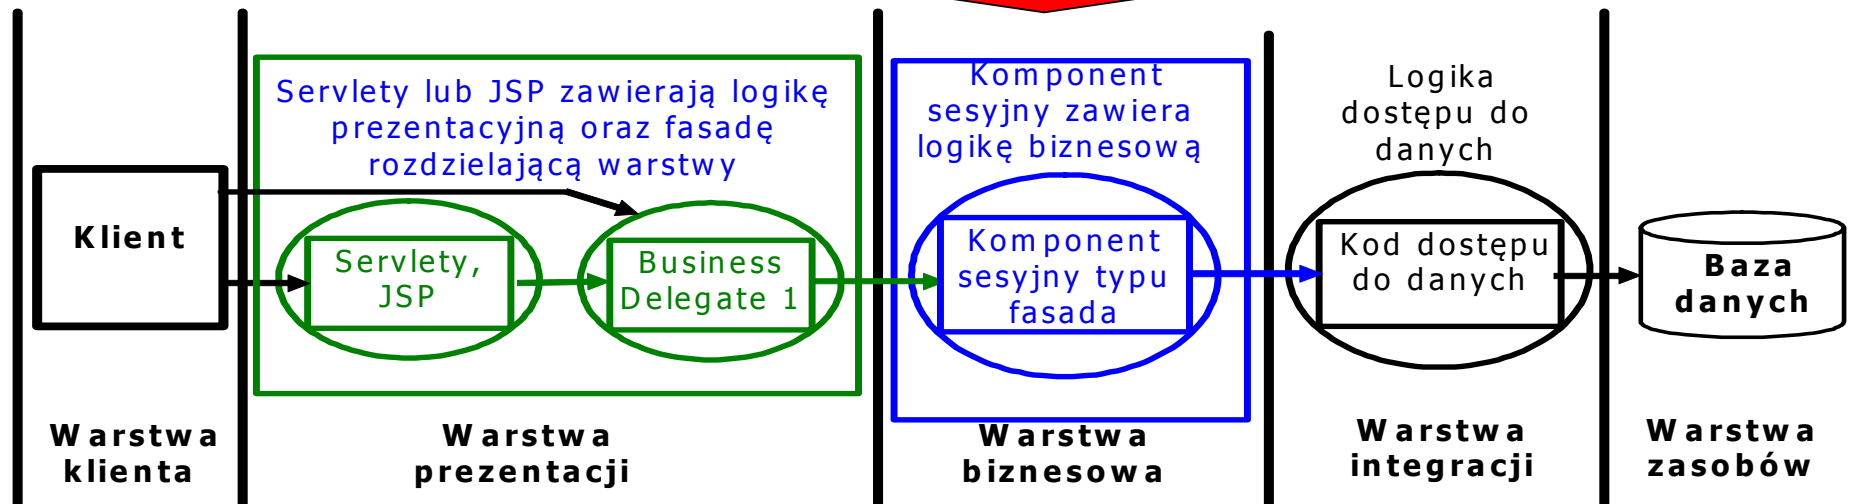 Servlety lub JSP zawierają logikę
prezentacyjną oraz fasadę
rozdzielającą warstwy
Komponent
sesyjny zawiera
logikę biznesową
Logika
dostępu do
danych
Klient
Servlety,
JSP
Business
Delegate 1
Komponent
sesyjny typu
fasada
Kod dostępu
do danych
Baza
danych
Warstwa
klienta
Warstwa
prezentacji
Warstwa
biznesowa
Warstwa
integracji
Warstwa
zasobów